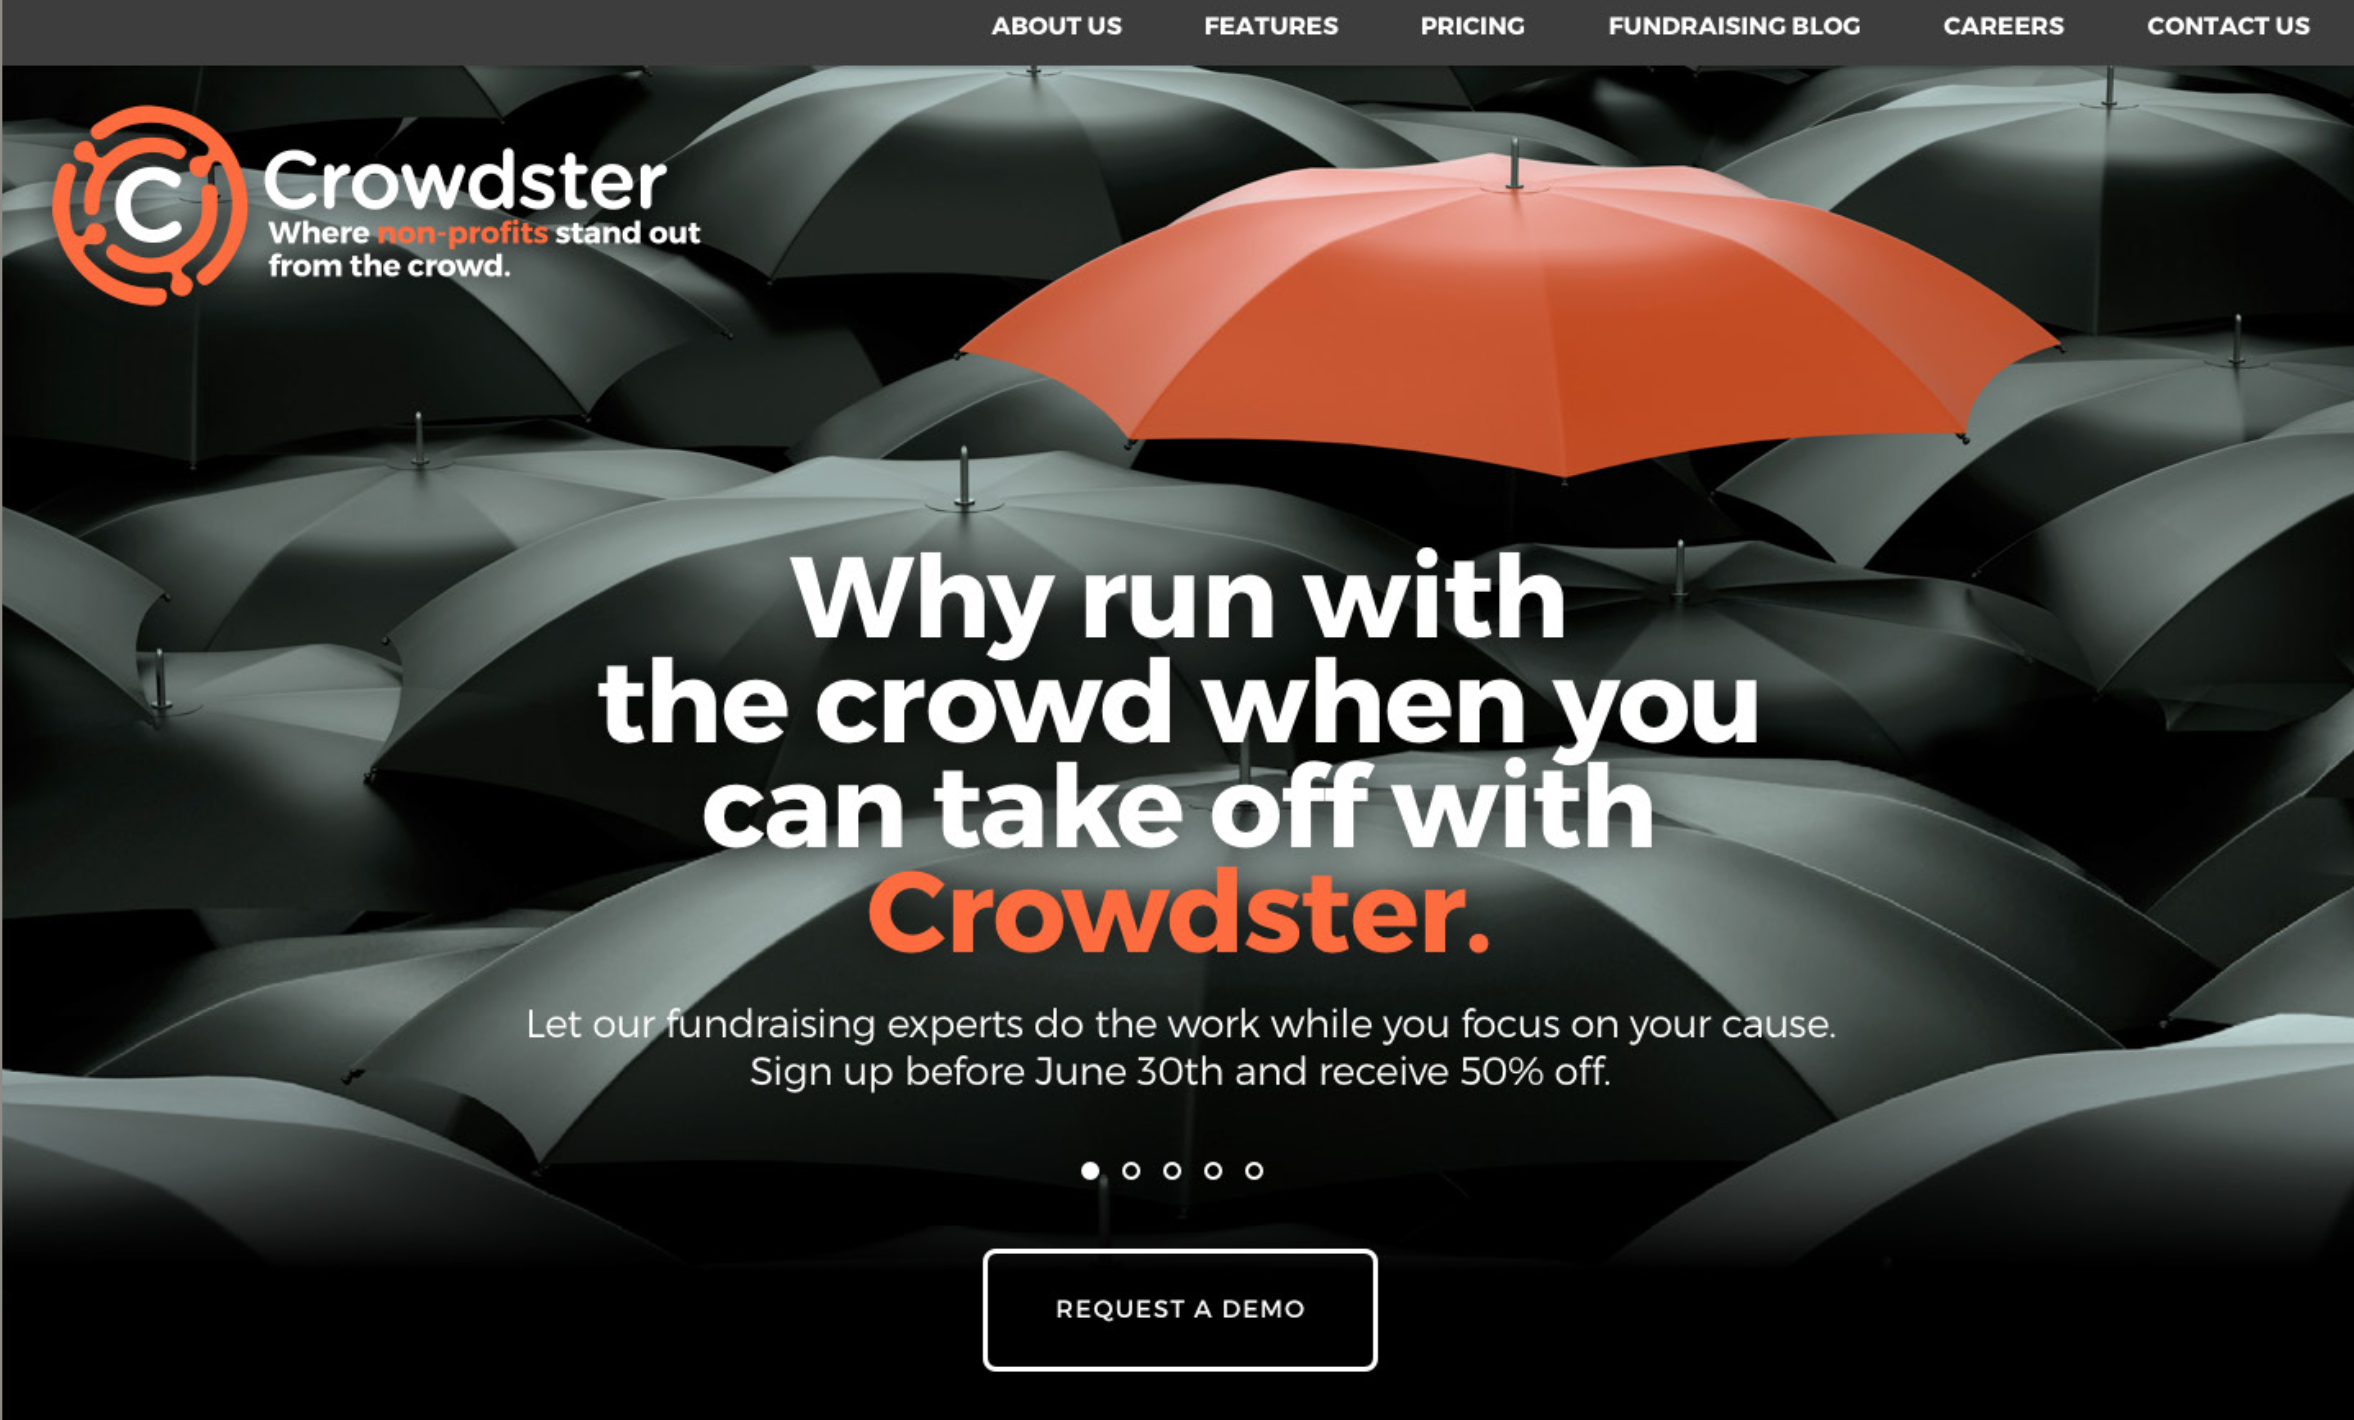 ABOUT US
FEATURES
PRICING
FUNDRAISING BLOG
CAREERS
CONTACT US
C
Crowdster
Where non-profits stand out
from the crowd.
Why run with
the crowd when you
can take off with
Crowdster.
Let our fundraising experts do the work while you focus on your cause.
Sign up before June 30th and receive 50% off.
REQUEST A DEMO